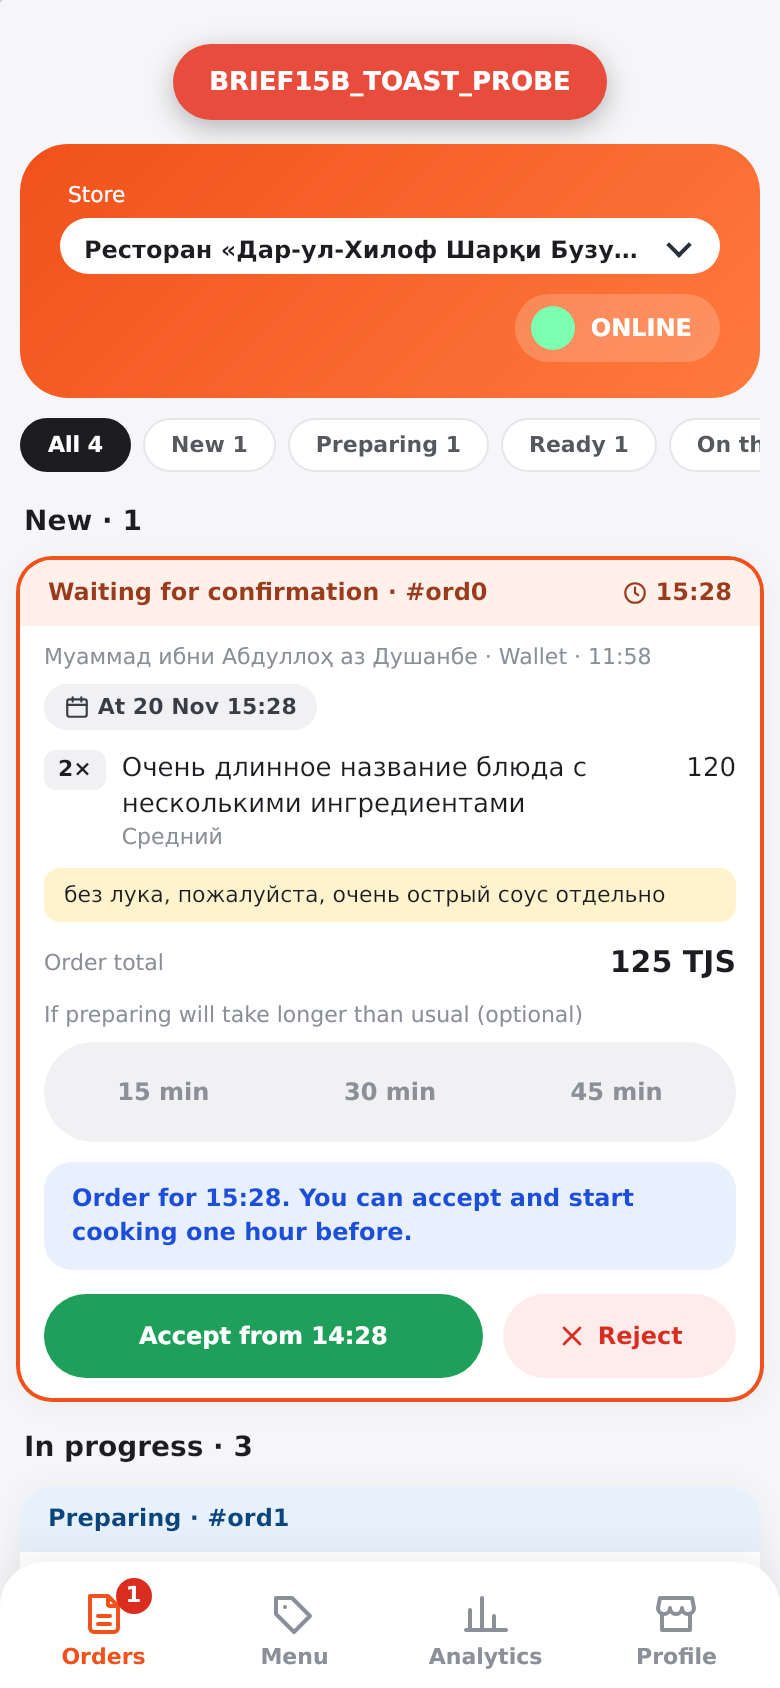 BRIEF15B_TOAST_PROBE
Store
Ресторан «Дар-ул-Хилоф Шарқи Бузу...
ONLINE
All 4
New 1
Preparing 1
Ready 1
On th
New · 1
Waiting for confirmation · #ord0
15:28
Муаммад ибни Абдуллоҳ аз Душанбе · Wallet · 11:58
At 20 Nov 15:28
2×
Очень длинное название блюда с
120
несколькими ингредиентами
Средний
без лука, пожалуйста, очень острый соус отдельно
Order total
125 TJS
If preparing will take longer than usual (optional)
15 min
30 min
45 min
Order for 15:28. You can accept and start
cooking one hour before.
Accept from 14:28
Reject
In progress · 3
Preparing · #ord1
1
Orders
Menu
Analytics
Profile